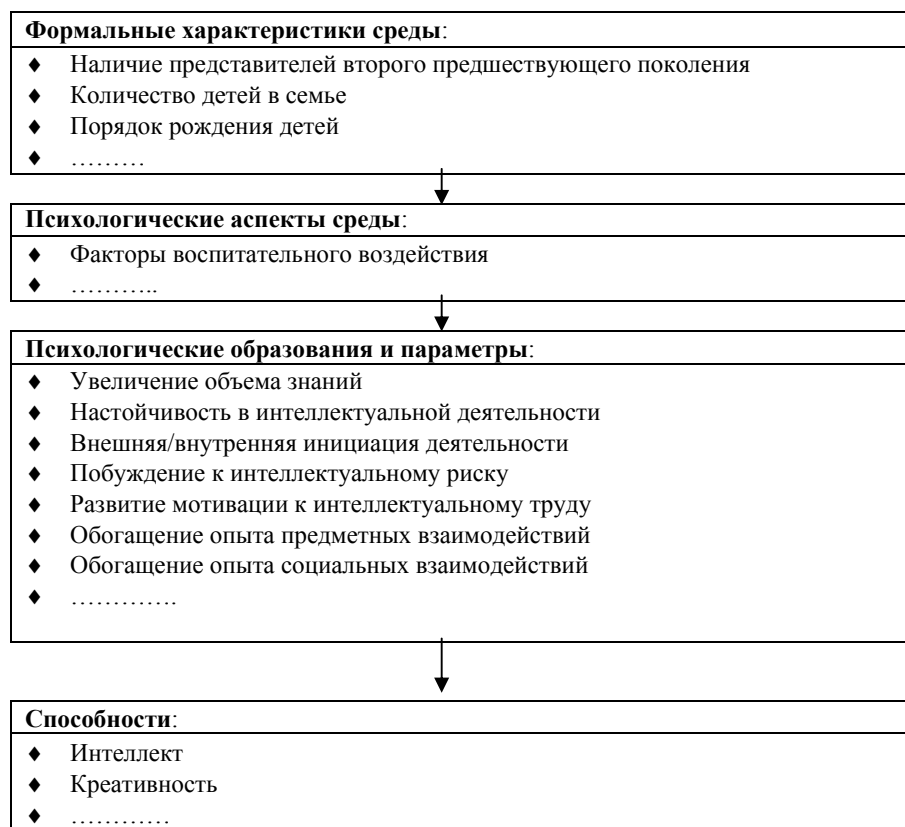 Формальные характеристики среды:
♦ Наличие представителей второго предшествующего поколения
♦ Количество детей в семье
♦ Порядок рождения детей
♦ ………
Психологические аспекты среды:
♦ Факторы воспитательного воздействия
♦ ………..
Психологические образования и параметры:
♦ Увеличение объема знаний
♦ Настойчивость в интеллектуальной деятельности
♦ Внешняя/внутренняя инициация деятельности
♦ Побуждение к интеллектуальному риску
♦ Развитие мотивации к интеллектуальному труду
♦ Обогащение опыта предметных взаимодействий
♦ Обогащение опыта социальных взаимодействий
♦ ………….
Способности:
♦ Интеллект
♦ Креативность
♦ …………